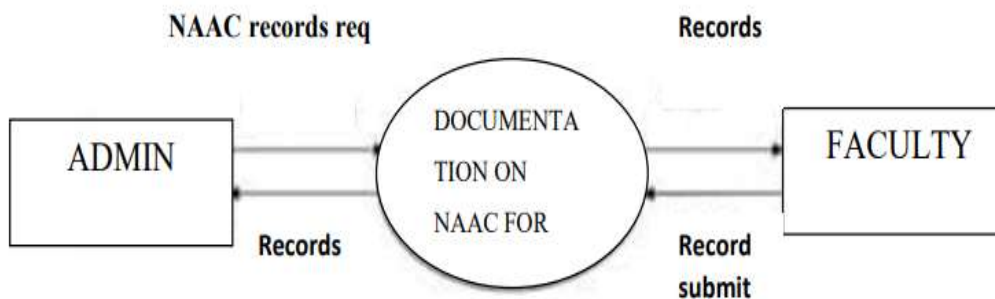 NAAC records req
Records
ADMIN
DOCUMENTA
TION ON
NAAC FOR
FACULTY
Records
Record
submit